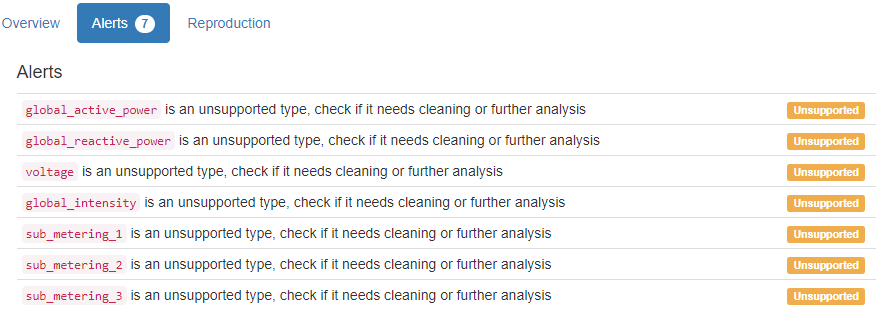 Overview Alerts 7 Reproduction
Alerts
global_active_power is an unsupported type, check if it needs cleaning or further analysis Unsupported
global_reactive_power is an unsupported type, check if it needs cleaning or further analysis Unsupported
voltage is an unsupported type, check if it needs cleaning or further analysis Unsupported
global_intensity is an unsupported type, check if it needs cleaning or further analysis Unsupported
sub_metering_1 is an unsupported type, check if it needs cleaning or further analysis Unsupported
sub_metering_2 is an unsupported type, check if it needs cleaning or further analysis Unsupported
sub_metering_3 is an unsupported type, check if it needs cleaning or further analysis Unsupported